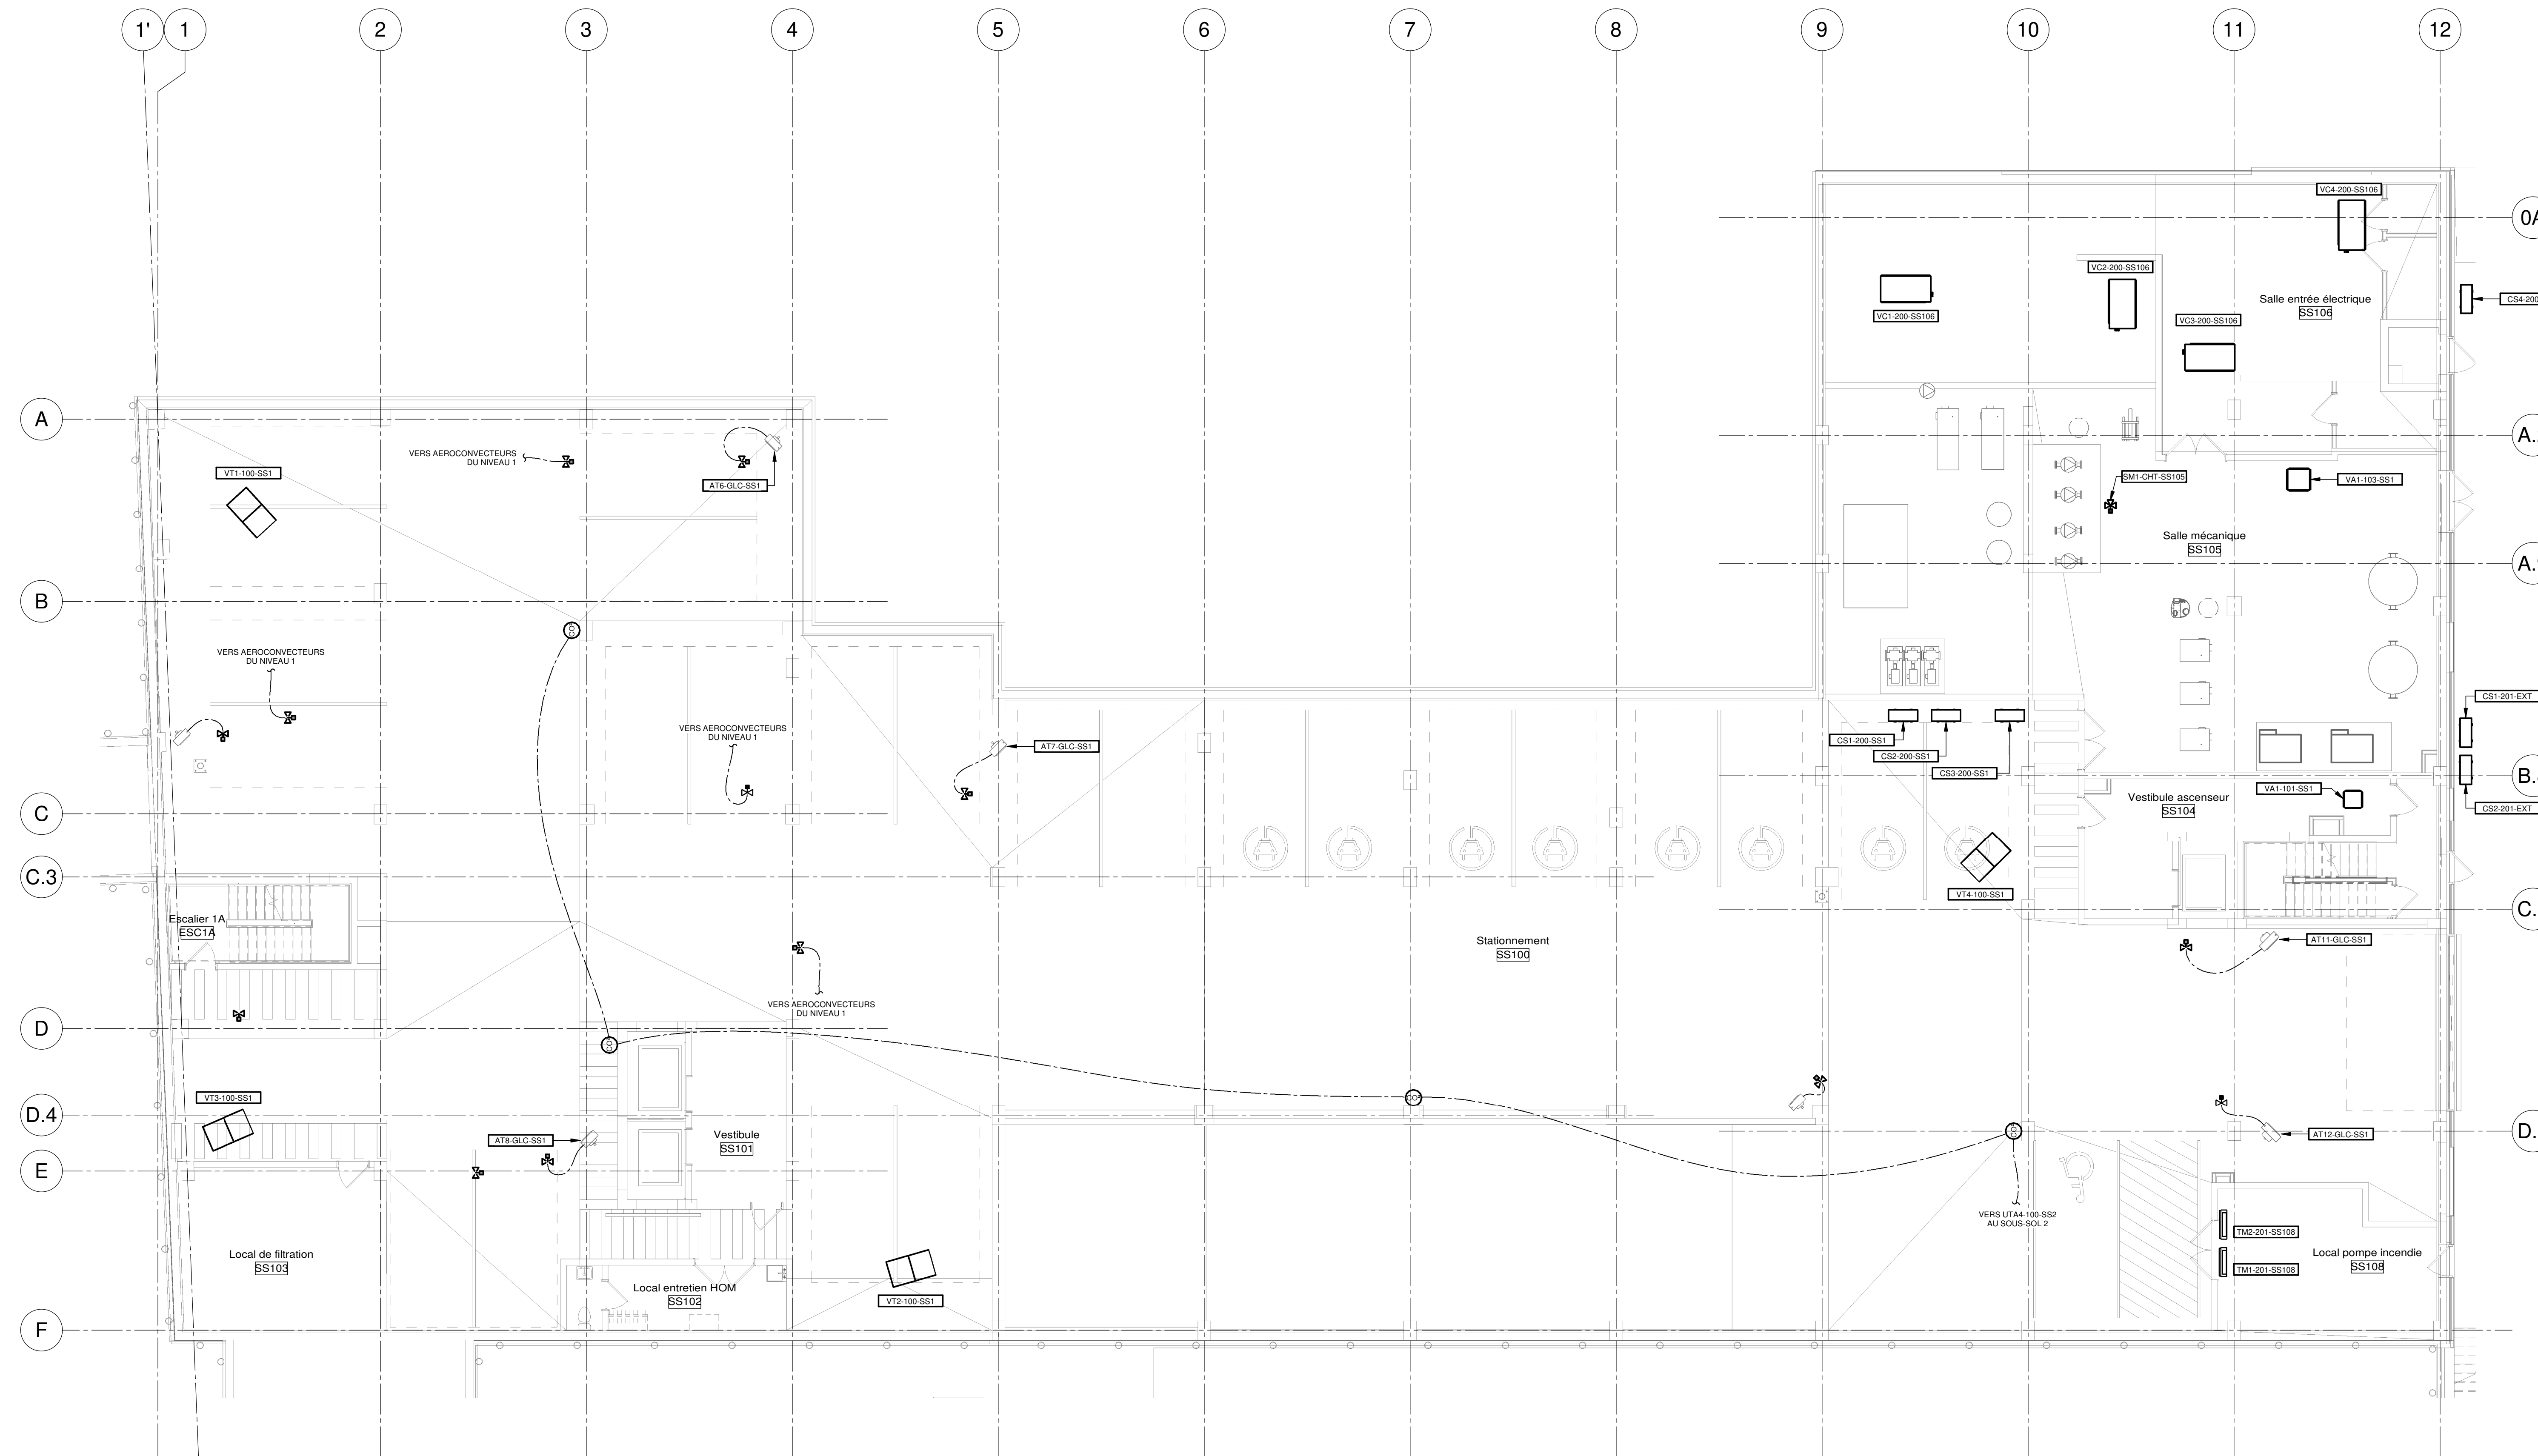 1'
1
2
3
4
5
6
7
8
9
10
11
12
VC4-200-SS106
0A
VC2-200-SS106
CS4-200
Salle entrée électrique
SS106
VC1-200-SS106
VC3-200-SS106
A
VERS AEROCONVECTEURS
DU NIVEAU 1
VT1-100-SS1
AT6-GLC-SS1
SM1-CHT-SS105
VA1-103-SS1
Salle mécanique
SS105
B
CO
VERS AEROCONVECTEURS
DU NIVEAU 1
CS1-201-EXT
VERS AEROCONVECTEURS
DU NIVEAU 1
AT7-GLC-SS1
CS1-200-SS1
CS2-200-SS1
CS3-200-SS1
VA1-101-SS1
Vestibule ascenseur
SS104
CS2-201-EXT
C
C.3
VT4-100-SS1
Escalier 1A
ESC1A
Stationnement
SS100
AT11-GLC-SS1
VERS AEROCONVECTEURS
DU NIVEAU 1
D
CO
VT3-100-SS1
CO
D.4
AT8-GLC-SS1
Vestibule
SS101
CO
AT12-GLC-SS1
E
VERS UTA4-100-SS2
AU SOUS-SOL 2
TM2-201-SS108
Local de filtration
SS103
Local pompe incendie
SS108
TM1-201-SS108
Local entretien HOM
SS102
VT2-100-SS1
F